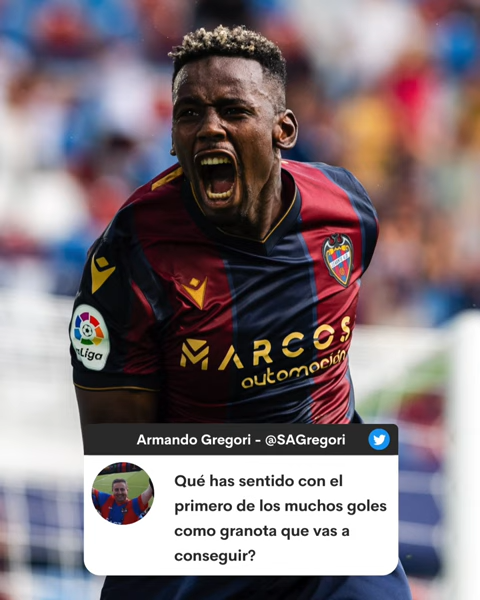 LaLiga
MARCOS
automoción
Armando Gregori - @SAGregori
Qué has sentido con el
primero de los muchos goles
como granota que vas a
conseguir?